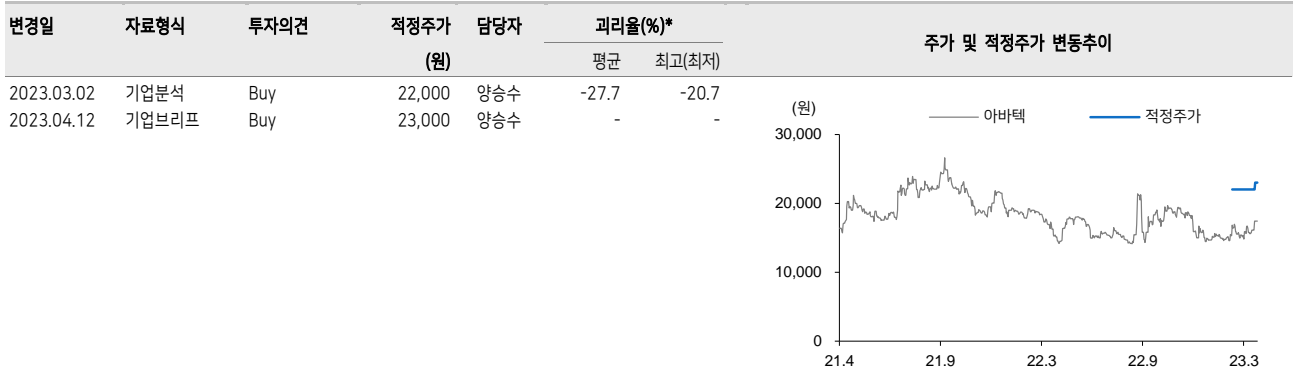 변경일 자료형식 투자의견 적정주가 담당자 괴리율(%)* 주가 및 적정주가 변동추이
(원) 평균 최고(최저)
2023.03.02 기업분석 Buy 22,000 양승수 -27.7 -20.7
2023.04.12 기업브리프 Buy 23,000 양승수 - -
(원) 아바텍 적정주가
30,000
20,000
10,000
0
21.4 21.9 22.3 22.9 23.3